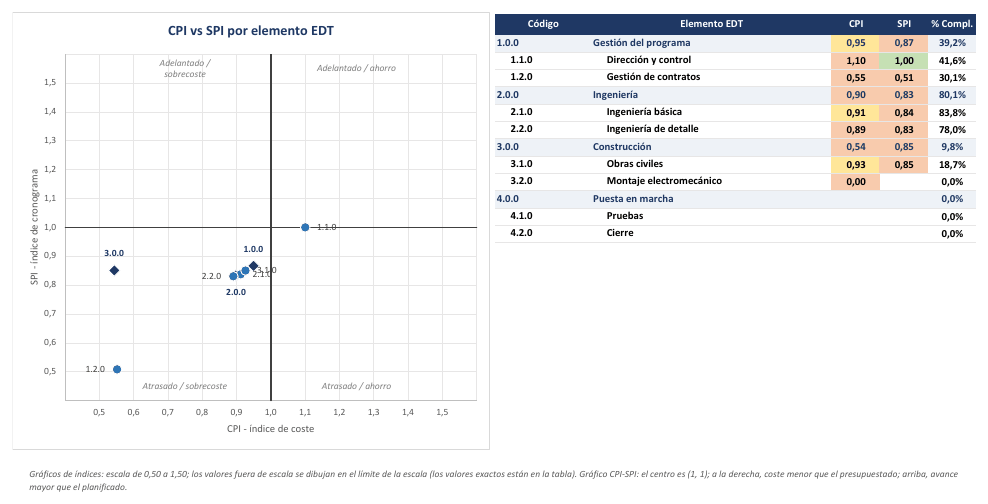 CPI vs SPI por elemento EDT
Adelantado /
sobrecoste
Adelantado / ahorro
1,5
1,4
1,3
1,2
1,1
1,0
0,9
0,8
0,7
0,6
0,5
SPI - índice de cronograma
1.1.0
3.0.0
1.0.0
3.1.0
2.1.0
2.2.0
2.0.0
1.2.0
Atrasado / sobrecoste
Atrasado / ahorro
0,5 0,6 0,7 0,8 0,9 1,0 1,1 1,2 1,3 1,4 1,5
CPI - índice de coste
Código Elemento EDT CPI SPI % Compl.
1.0.0 Gestión del programa 0,95 0,87 39,2%
1.1.0 Dirección y control 1,10 1,00 41,6%
1.2.0 Gestión de contratos 0,55 0,51 30,1%
2.0.0 Ingeniería 0,90 0,83 80,1%
2.1.0 Ingeniería básica 0,91 0,84 83,8%
2.2.0 Ingeniería de detalle 0,89 0,83 78,0%
3.0.0 Construcción 0,54 0,85 9,8%
3.1.0 Obras civiles 0,93 0,85 18,7%
3.2.0 Montaje electromecánico 0,00 0,0%
4.0.0 Puesta en marcha 0,0%
4.1.0 Pruebas 0,0%
4.2.0 Cierre 0,0%
Gráficos de índices: escala de 0,50 a 1,50; los valores fuera de escala se dibujan en el límite de la escala (los valores exactos están en la tabla). Gráfico CPI-SPI: el centro es (1, 1); a la derecha, coste menor que el presupuestado; arriba, avance
mayor que el planificado.